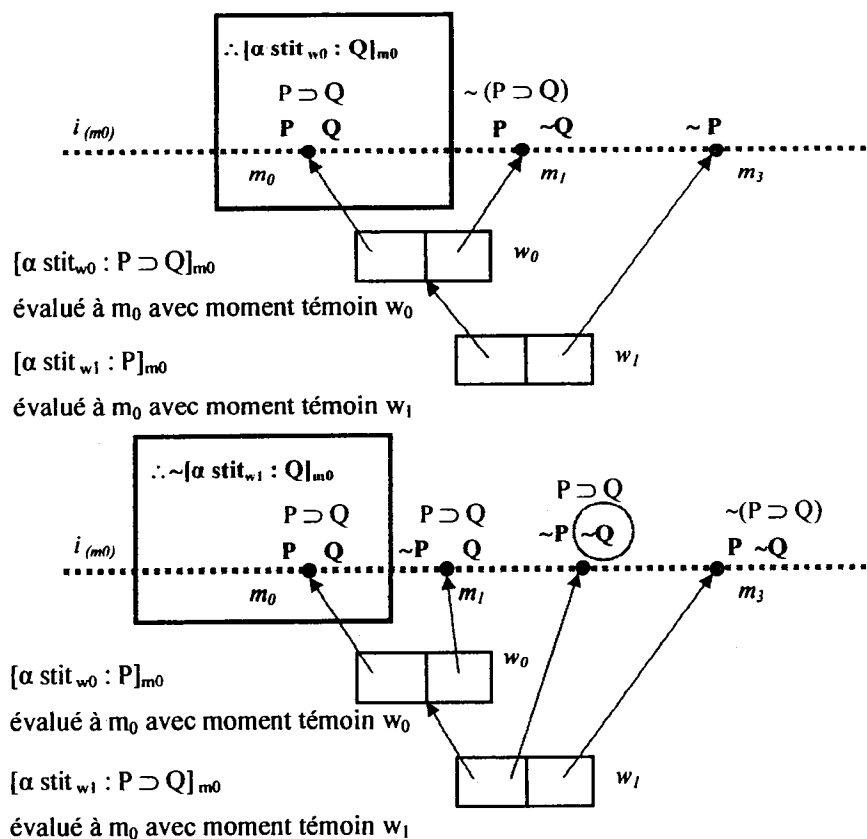 ∴[α stit w0 : Q]m0
P ⊃ Q
~ (P ⊃ Q)
i (m0)
P Q
P ~Q
~ P
m0
m1
m3
w0
[α stit w0 : P ⊃ Q]m0
évalué à m0 avec moment témoin w0
w1
[α stit w1 : P]m0
évalué à m0 avec moment témoin w1
∴~[α stit w1 : Q]m0
P ⊃ Q
P ⊃ Q
P ⊃ Q
~(P ⊃ Q)
i (m0)
P Q
~P Q
~P ~Q
P ~Q
m0
m1
m3
w0
[α stit w0 : P]m0
évalué à m0 avec moment témoin w0
w1
[α stit w1 : P ⊃ Q] m0
évalué à m0 avec moment témoin w1